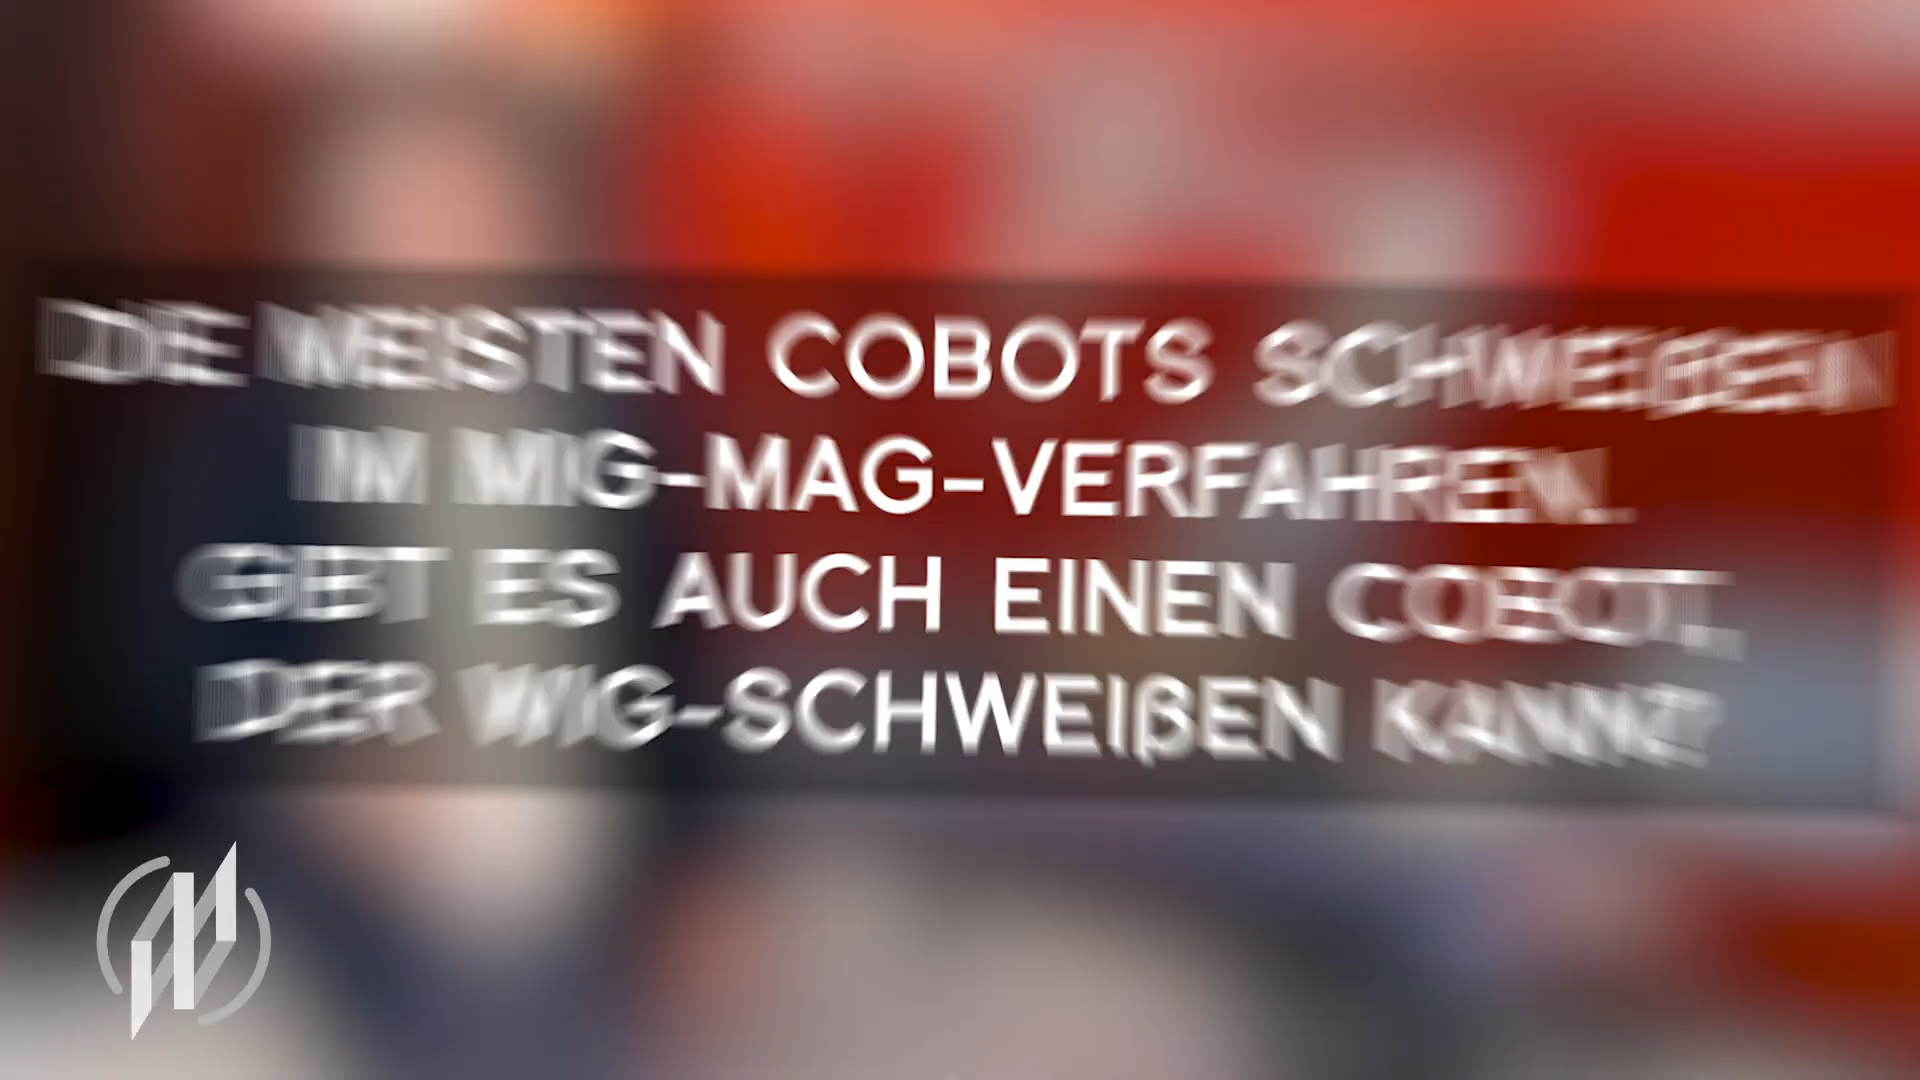 DIE MEISTEN COBOTS SCHWEIßEN
IM MIG-MAG-VERFAHREN.
GIBT ES AUCH EINEN COBOT,
DER WIG-SCHWEIßEN KANN?